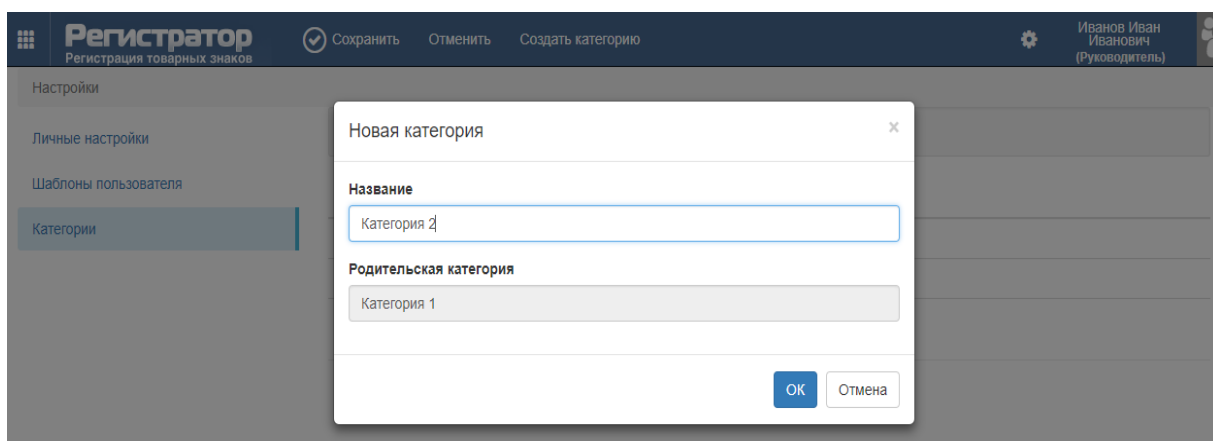 Регистратор
Регистрация товарных знаков
Сохранить Отменить Создать категорию
Иванов Иван
Иванович
(Руководитель)
Настройки
Личные настройки
Шаблоны пользователя
Категории
Новая категория ×
Название
Категория 2
Родительская категория
Категория 1
ОК Отмена